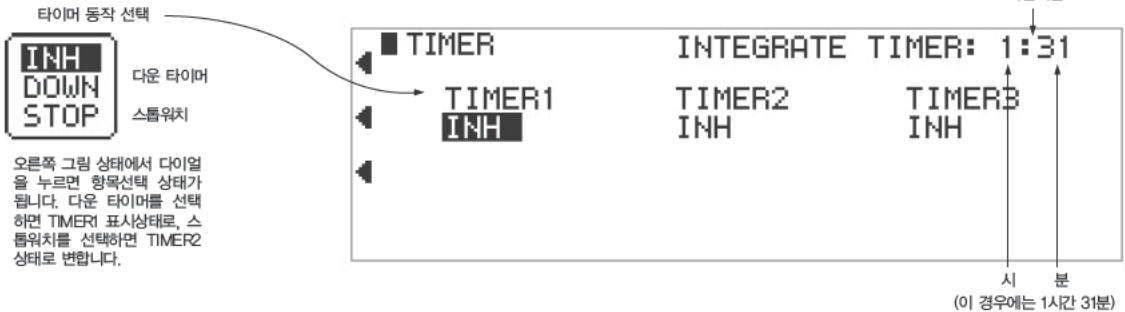 타이머 동작 선택
INH
DOWN
STOP
다운 타이머
스톱워치
오른쪽 그림 상태에서 다이얼
을 누르면 항목선택 상태가
됩니다. 다운 타이머를 선택
하면 TIMER1 표시상태로, 스
톱워치를 선택하면 TIMER2
상태로 변합니다.
TIMER INTEGRATE TIMER: 1:31
TIMER1 TIMER2 TIMER3
INH INH INH
시 분
(이 경우에는 1시간 31분)